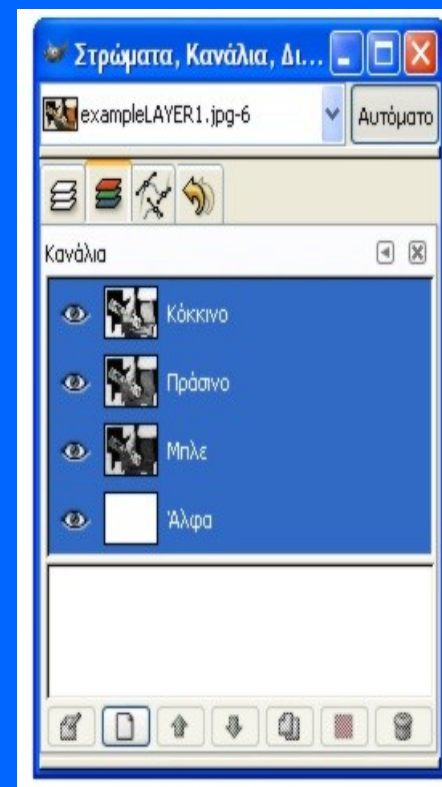 Στρώματα, Κανάλια, Δι...
exampleLAYER1.jpg-6
Αυτόματο
Κανάλια
Κόκκινο
Πράσινο
Μπλε
Άλφα